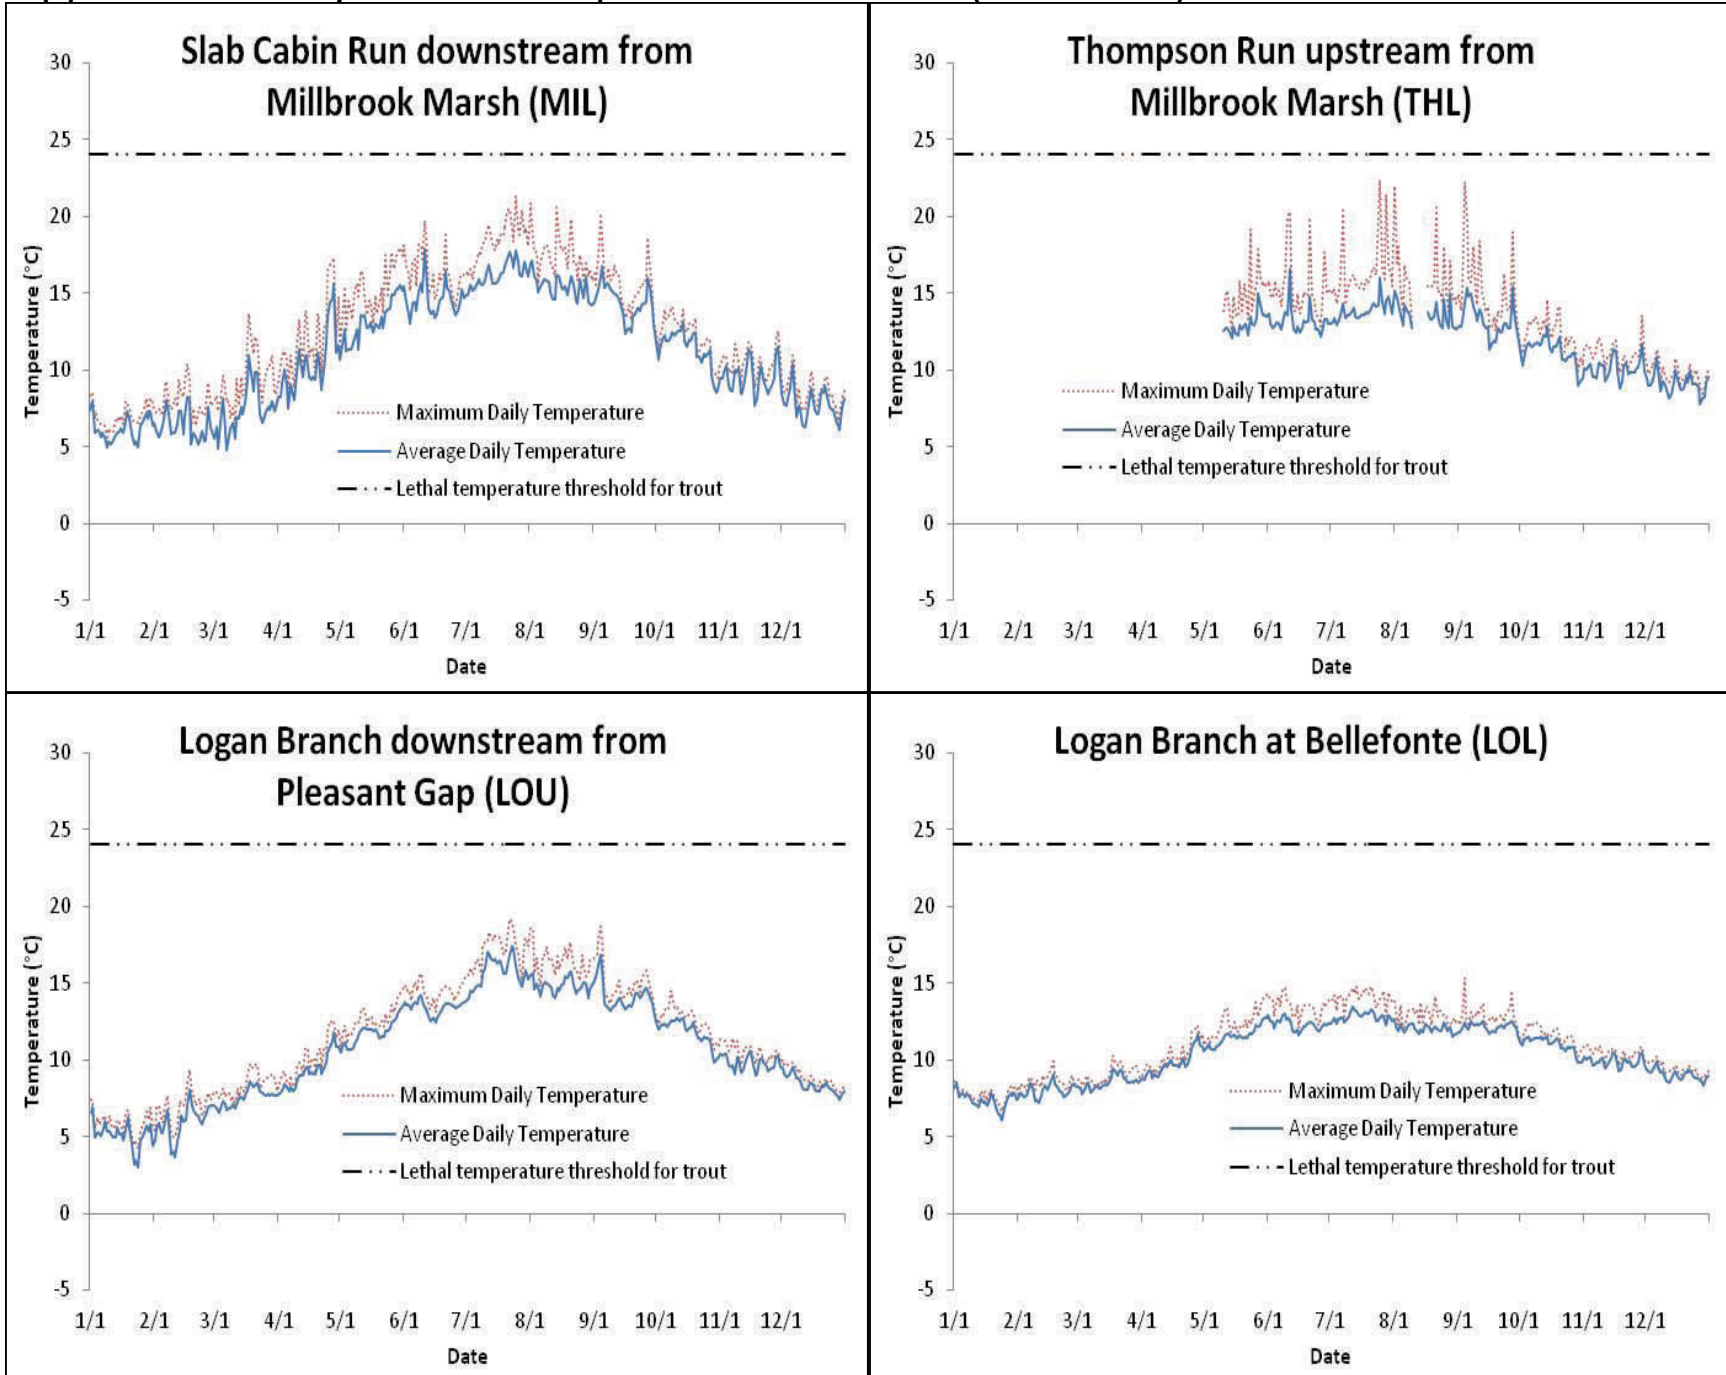 Slab Cabin Run downstream from
Millbrook Marsh (MIL)
30
25
20
15
10
5
0
-5
Temperature (°C)
Maximum Daily Temperature
Average Daily Temperature
Lethal temperature threshold for trout
1/1 2/1 3/1 4/1 5/1 6/1 7/1 8/1 9/1 10/1 11/1 12/1
Date
Thompson Run upstream from
Millbrook Marsh (THL)
30
25
20
15
10
5
0
-5
Temperature (°C)
Maximum Daily Temperature
Average Daily Temperature
Lethal temperature threshold for trout
1/1 2/1 3/1 4/1 5/1 6/1 7/1 8/1 9/1 10/1 11/1 12/1
Date
Logan Branch downstream from
Pleasant Gap (LOU)
30
25
20
15
10
5
0
-5
Temperature (°C)
Maximum Daily Temperature
Average Daily Temperature
Lethal temperature threshold for trout
1/1 2/1 3/1 4/1 5/1 6/1 7/1 8/1 9/1 10/1 11/1 12/1
Date
Logan Branch at Bellefonte (LOL)
30
25
20
15
10
5
0
-5
Temperature (°C)
Maximum Daily Temperature
Average Daily Temperature
Lethal temperature threshold for trout
1/1 2/1 3/1 4/1 5/1 6/1 7/1 8/1 9/1 10/1 11/1 12/1
Date